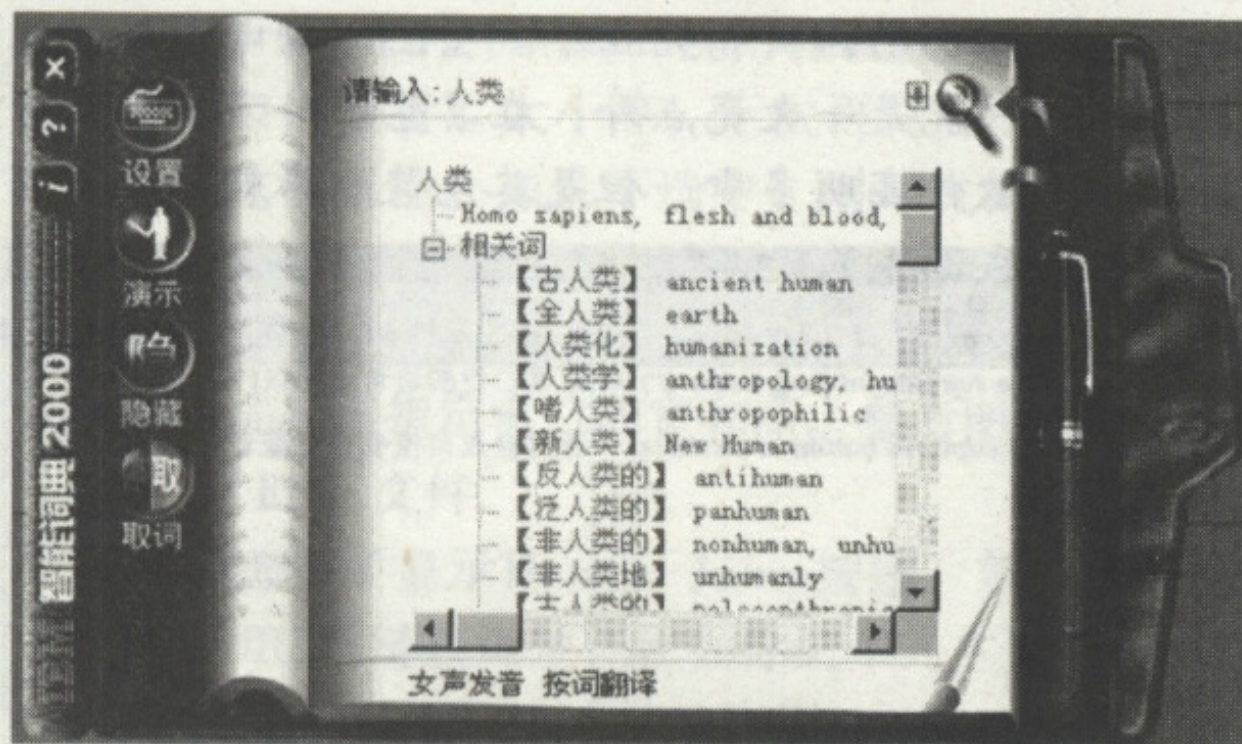 智能词典 2000
设置
演示
隐藏
取
取词
请输入: 人类
人类
Homo sapiens, flesh and blood,
相关词
【古人类】 ancient human
【全人类】 earth
【人类化】 humanization
【人类学】 anthropology, hu
【嗜人类】 anthropophilic
【新人类】 New Human
【反人类的】 antihuman
【泛人类的】 panhuman
【非人类的】 nonhuman, unhu
【非人类地】 unhumanly
【古人类的】
女声发音 按词翻译